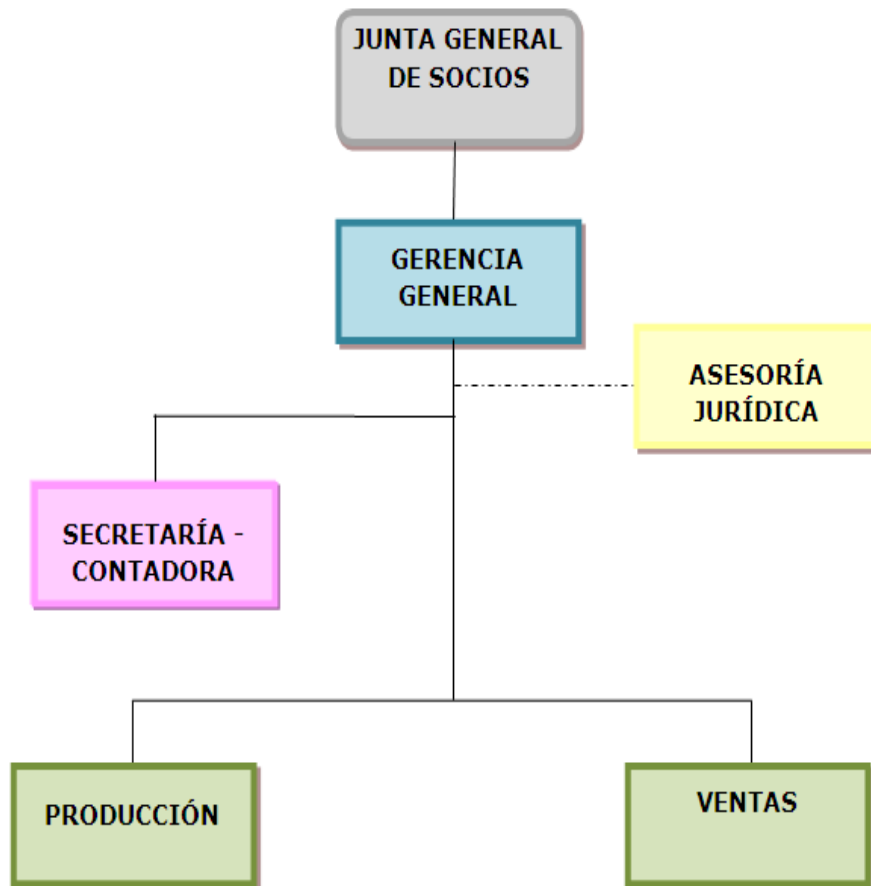 JUNTA GENERAL
DE SOCIOS
GERENCIA
GENERAL
ASESORÍA
JURÍDICA
SECRETARÍA -
CONTADORA
PRODUCCIÓN
VENTAS